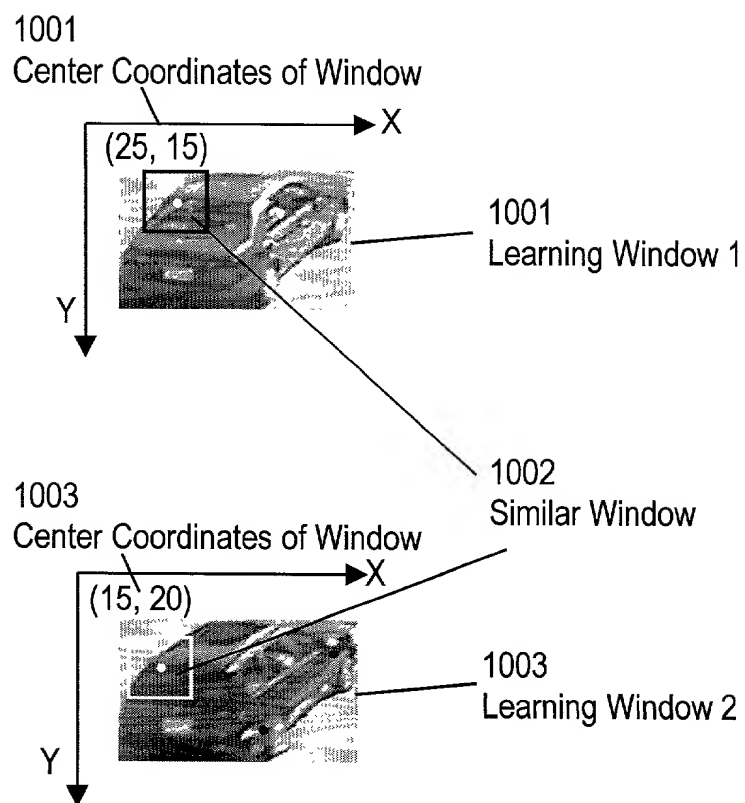 1001
Center Coordinates of Window
X
(25, 15)
1001
Learning Window 1
Y
1002
Similar Window
1003
Center Coordinates of Window
X
(15, 20)
1003
Learning Window 2
Y